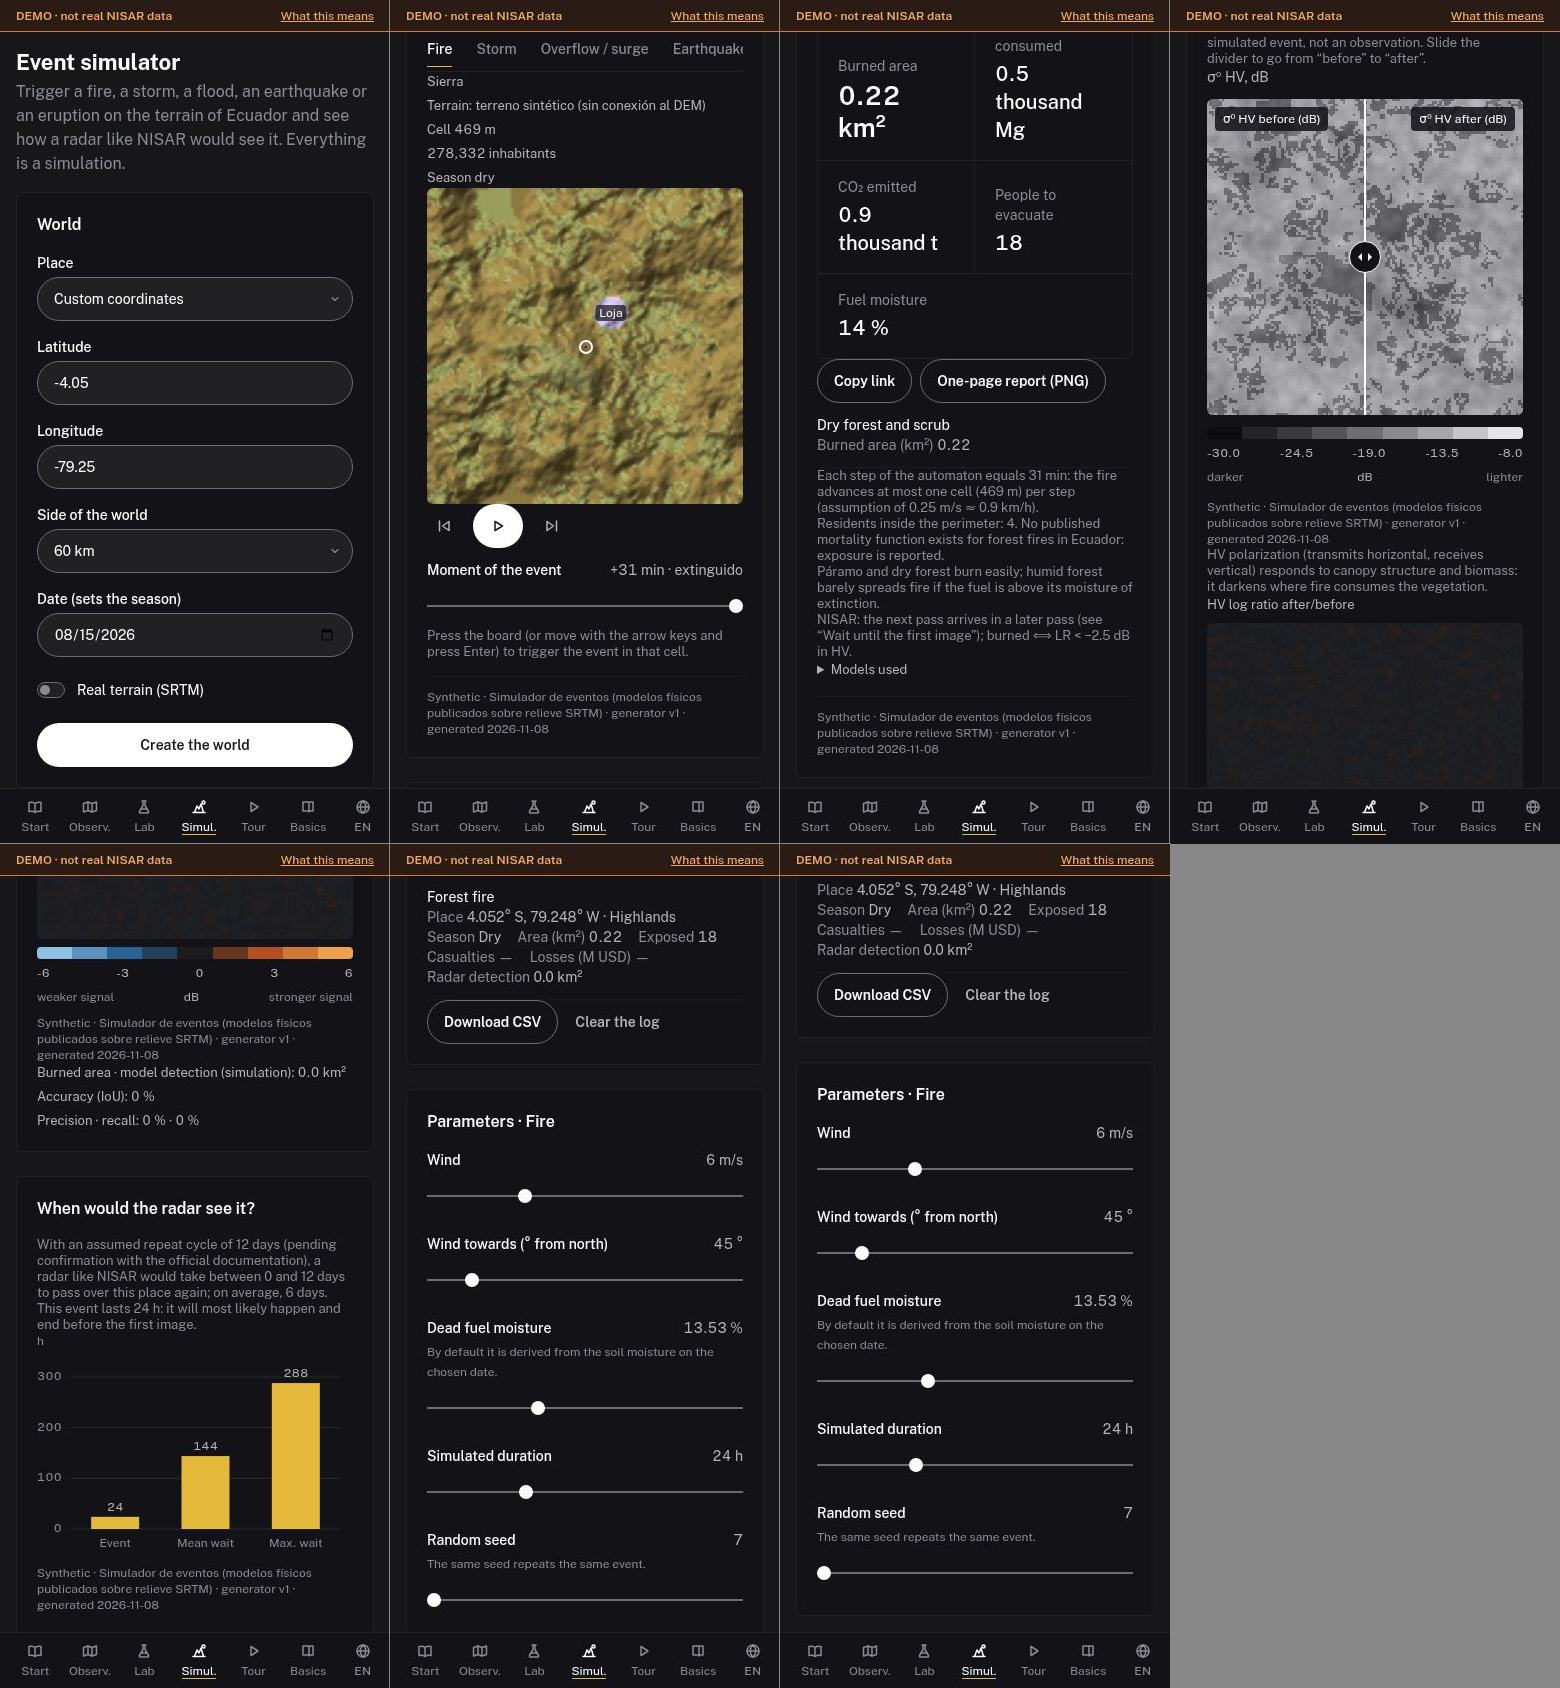 DEMO · not real NISAR data
What this means
Event simulator
Trigger a fire, a storm, a flood, an earthquake or
an eruption on the terrain of Ecuador and see
how a radar like NISAR would see it. Everything
is a simulation.
World
Place
Custom coordinates
Latitude
-4.05
Longitude
-79.25
Side of the world
60 km
Date (sets the season)
08/15/2026
Real terrain (SRTM)
Create the world
Start Observ. Lab Simul. Tour Basics EN
DEMO · not real NISAR data
What this means
Fire Storm Overflow / surge Earthquake
Sierra
Terrain: terreno sintético (sin conexión al DEM)
Cell 469 m
278,332 inhabitants
Season dry
Loja
Moment of the event
+31 min · extinguido
Press the board (or move with the arrow keys and
press Enter) to trigger the event in that cell.
Synthetic · Simulador de eventos (modelos físicos
publicados sobre relieve SRTM) · generator v1 ·
generated 2026-11-08
Start Observ. Lab Simul. Tour Basics EN
DEMO · not real NISAR data
What this means
Burned area
0.22
km²
consumed
0.5
thousand
Mg
CO₂ emitted
0.9
thousand t
People to
evacuate
18
Fuel moisture
14 %
Copy link
One-page report (PNG)
Dry forest and scrub
Burned area (km²) 0.22
Each step of the automaton equals 31 min: the fire
advances at most one cell (469 m) per step
(assumption of 0.25 m/s ≈ 0.9 km/h).
Residents inside the perimeter: 4. No published
mortality function exists for forest fires in Ecuador:
exposure is reported.
Páramo and dry forest burn easily; humid forest
barely spreads fire if the fuel is above its moisture of
extinction.
NISAR: the next pass arrives in a later pass (see
“Wait until the first image”); burned ⟺ LR < −2.5 dB
in HV.
Models used
Synthetic · Simulador de eventos (modelos físicos
publicados sobre relieve SRTM) · generator v1 ·
generated 2026-11-08
Start Observ. Lab Simul. Tour Basics EN
DEMO · not real NISAR data
What this means
simulated event, not an observation. Slide the
divider to go from “before” to “after”.
σ⁰ HV, dB
σ⁰ HV before (dB)
σ⁰ HV after (dB)
-30.0 -24.5 -19.0 -13.5 -8.0
darker dB lighter
Synthetic · Simulador de eventos (modelos físicos
publicados sobre relieve SRTM) · generator v1 ·
generated 2026-11-08
HV polarization (transmits horizontal, receives
vertical) responds to canopy structure and biomass:
it darkens where fire consumes the vegetation.
HV log ratio after/before
Start Observ. Lab Simul. Tour Basics EN
DEMO · not real NISAR data
What this means
-6 -3 0 3 6
weaker signal dB stronger signal
Synthetic · Simulador de eventos (modelos físicos
publicados sobre relieve SRTM) · generator v1 ·
generated 2026-11-08
Burned area · model detection (simulation): 0.0 km²
Accuracy (IoU): 0 %
Precision · recall: 0 % · 0 %
When would the radar see it?
With an assumed repeat cycle of 12 days (pending
confirmation with the official documentation), a
radar like NISAR would take between 0 and 12 days
to pass over this place again; on average, 6 days.
This event lasts 24 h: it will most likely happen and
end before the first image.
h
300
200
100
0
24
144
288
Event Mean wait Max. wait
Synthetic · Simulador de eventos (modelos físicos
publicados sobre relieve SRTM) · generator v1 ·
generated 2026-11-08
Start Observ. Lab Simul. Tour Basics EN
DEMO · not real NISAR data
What this means
Forest fire
Place 4.052° S, 79.248° W · Highlands
Season Dry Area (km²) 0.22 Exposed 18
Casualties — Losses (M USD) —
Radar detection 0.0 km²
Download CSV
Clear the log
Parameters · Fire
Wind 6 m/s
Wind towards (° from north) 45 °
Dead fuel moisture 13.53 %
By default it is derived from the soil moisture on the
chosen date.
Simulated duration 24 h
Random seed 7
The same seed repeats the same event.
Start Observ. Lab Simul. Tour Basics EN
DEMO · not real NISAR data
What this means
Place 4.052° S, 79.248° W · Highlands
Season Dry Area (km²) 0.22 Exposed 18
Casualties — Losses (M USD) —
Radar detection 0.0 km²
Download CSV
Clear the log
Parameters · Fire
Wind 6 m/s
Wind towards (° from north) 45 °
Dead fuel moisture 13.53 %
By default it is derived from the soil moisture on the
chosen date.
Simulated duration 24 h
Random seed 7
The same seed repeats the same event.
Start Observ. Lab Simul. Tour Basics EN